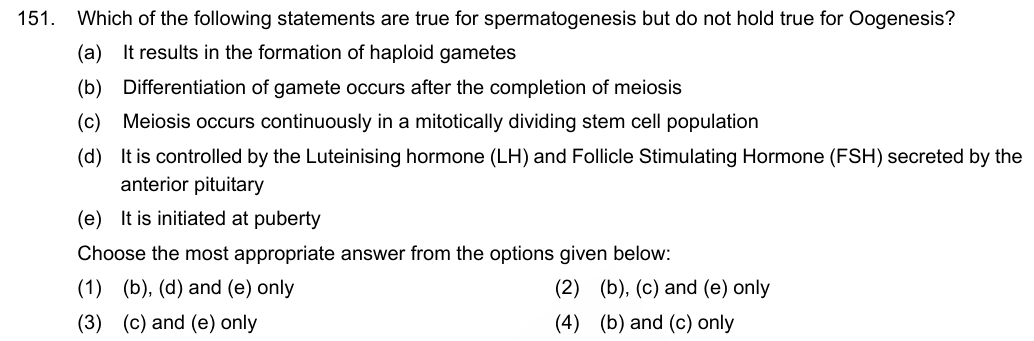 151. Which of the following statements are true for spermatogenesis but do not hold true for Oogenesis?
(a) It results in the formation of haploid gametes
(b) Differentiation of gamete occurs after the completion of meiosis
(c) Meiosis occurs continuously in a mitotically dividing stem cell population
(d) It is controlled by the Luteinising hormone (LH) and Follicle Stimulating Hormone (FSH) secreted by the
anterior pituitary
(e) It is initiated at puberty
Choose the most appropriate answer from the options given below:
(1) (b), (d) and (e) only (2) (b), (c) and (e) only
(3) (c) and (e) only (4) (b) and (c) only